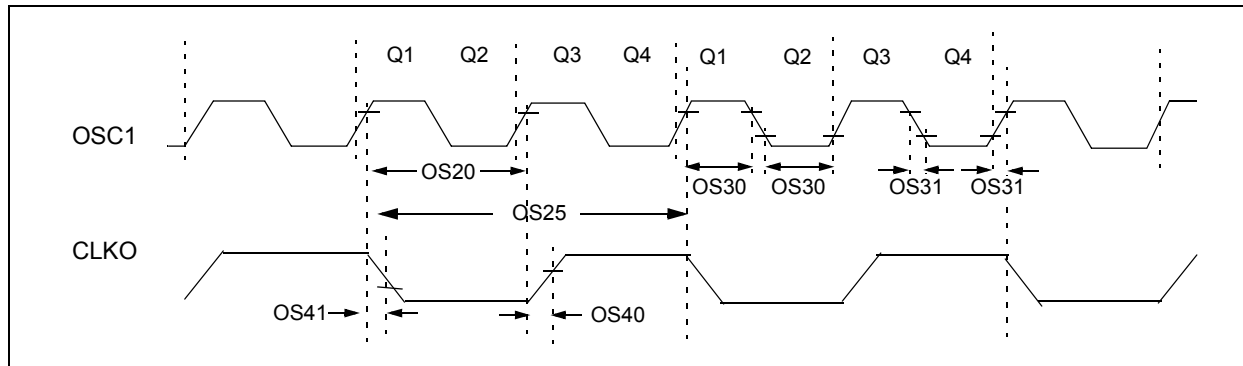 Q1 Q2 Q3 Q4 Q1 Q2 Q3 Q4
OSC1
OS20 OS30 OS30 OS31 OS31
OS25
CLKO
OS41 OS40